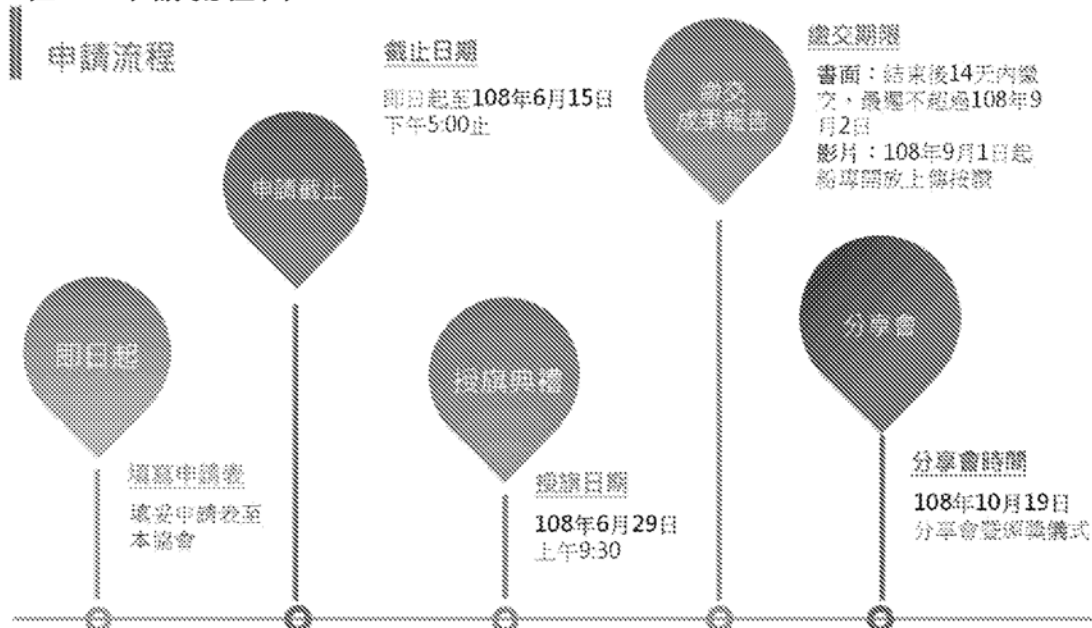 申請流程
即日起
填寫申請表
填妥申請表至
本協會
申請截止
截止日期
即日起至108年6月15日
下午5:00止
授旗典禮
授旗日期
108年6月29日
上午9:30
繳交
成果報告
繳交期限
書面：結束後14天內繳
交，最遲不超過108年9
月2日
影片：108年9月1日起
粉專開放上傳按讚
分享會
分享會時間
108年10月19日
分享會暨頒獎儀式